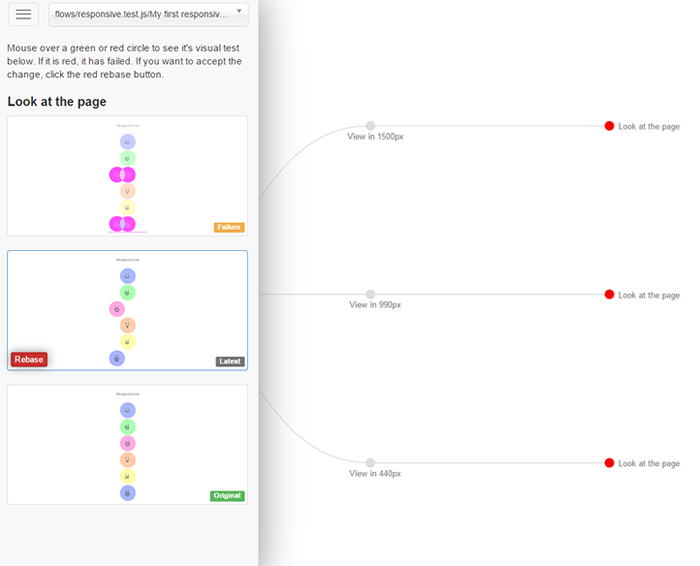 flows/responsive.test.js/My first responsiv...
Mouse over a green or red circle to see it's visual test
below. If it is red, it has failed. If you want to accept the
change, click the red rebase button.
Look at the page
Responsive
Failure
Responsive
Rebase
Latest
Responsive
Original
View in 1500px
Look at the page
View in 990px
Look at the page
View in 440px
Look at the page